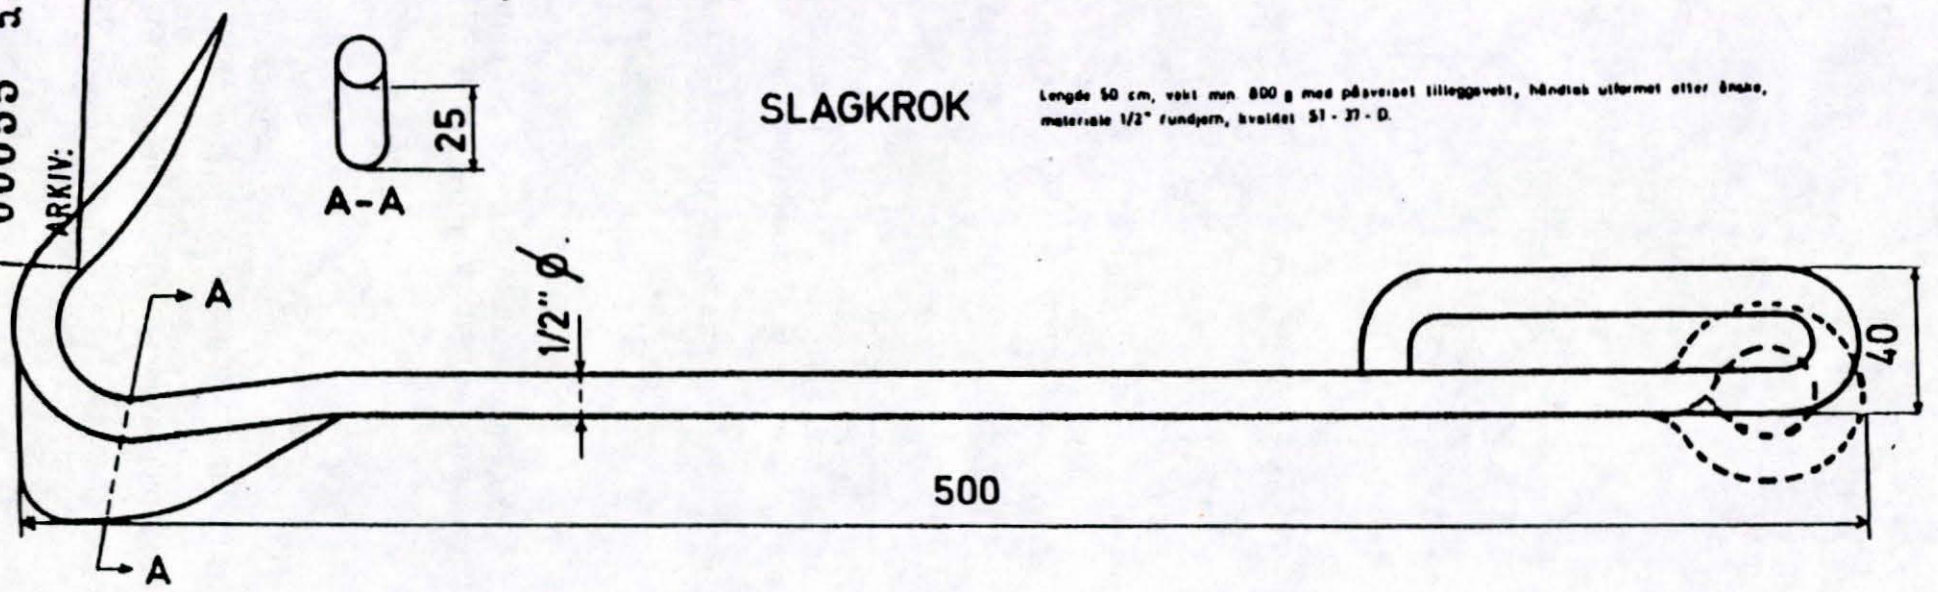 00055
ARKIV:
25
A-A
SLAGKROK
Lengde 50 cm, vekt min 800 g med påsveiset tilleggsvekt, håndtak utformet etter ønske,
materiale 1/2" rundjern, kvalitet St - 37 - D.
A
1/2" Ø.
40
500
A